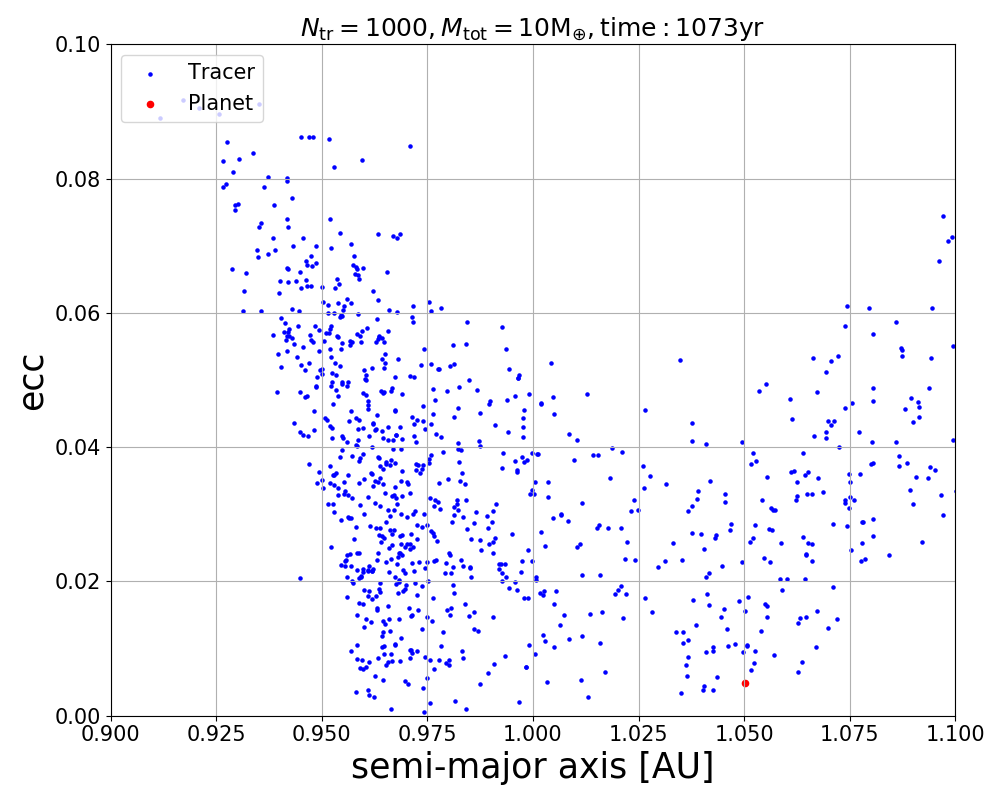 N_tr = 1000, M_tot = 10M_⊕, time : 1073yr
Tracer
Planet
0.10
0.08
0.06
0.04
0.02
0.00
ecc
0.900 0.925 0.950 0.975 1.000 1.025 1.050 1.075 1.100
semi-major axis [AU]